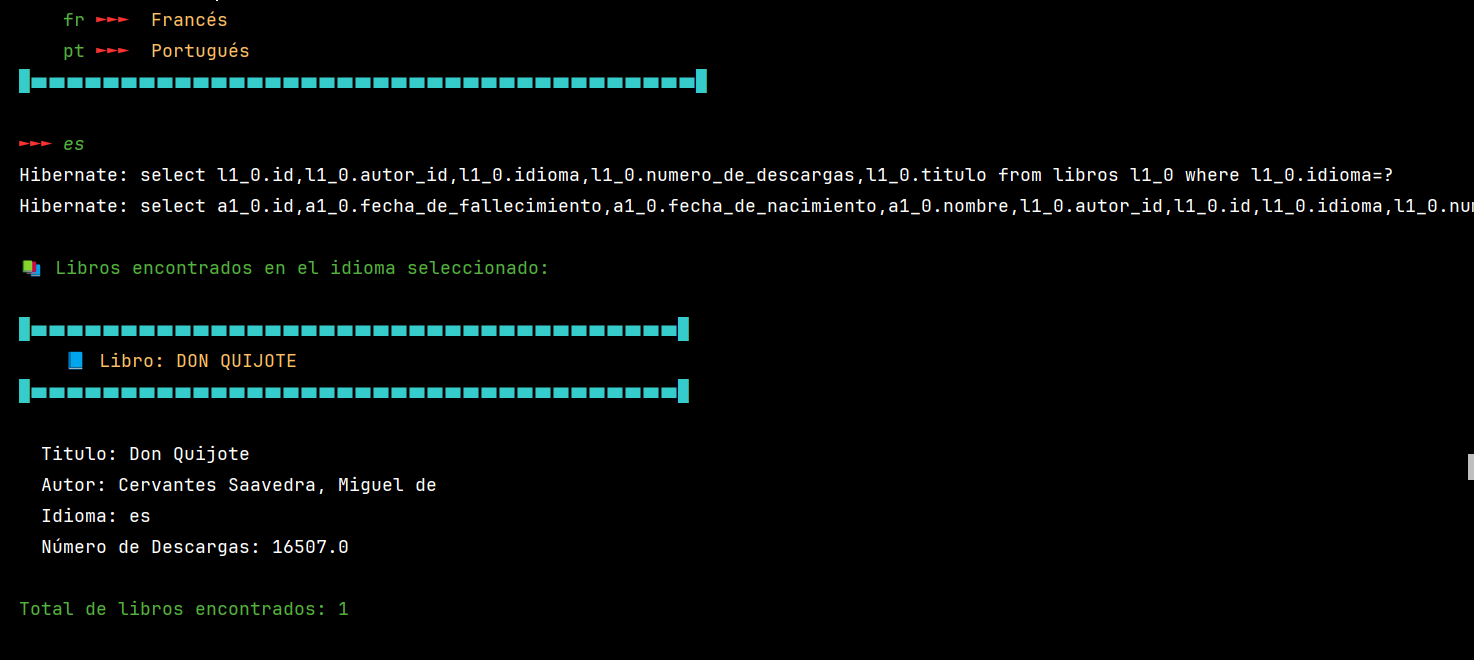 fr ►►► Francés
pt ►►► Portugués
►►► es
Hibernate: select l1_0.id,l1_0.autor_id,l1_0.idioma,l1_0.numero_de_descargas,l1_0.titulo from libros l1_0 where l1_0.idioma=?
Hibernate: select a1_0.id,a1_0.fecha_de_fallecimiento,a1_0.fecha_de_nacimiento,a1_0.nombre,l1_0.autor_id,l1_0.id,l1_0.idioma,l1_0.nu
Libros encontrados en el idioma seleccionado:
Libro: DON QUIJOTE
Titulo: Don Quijote
Autor: Cervantes Saavedra, Miguel de
Idioma: es
Número de Descargas: 16507.0
Total de libros encontrados: 1